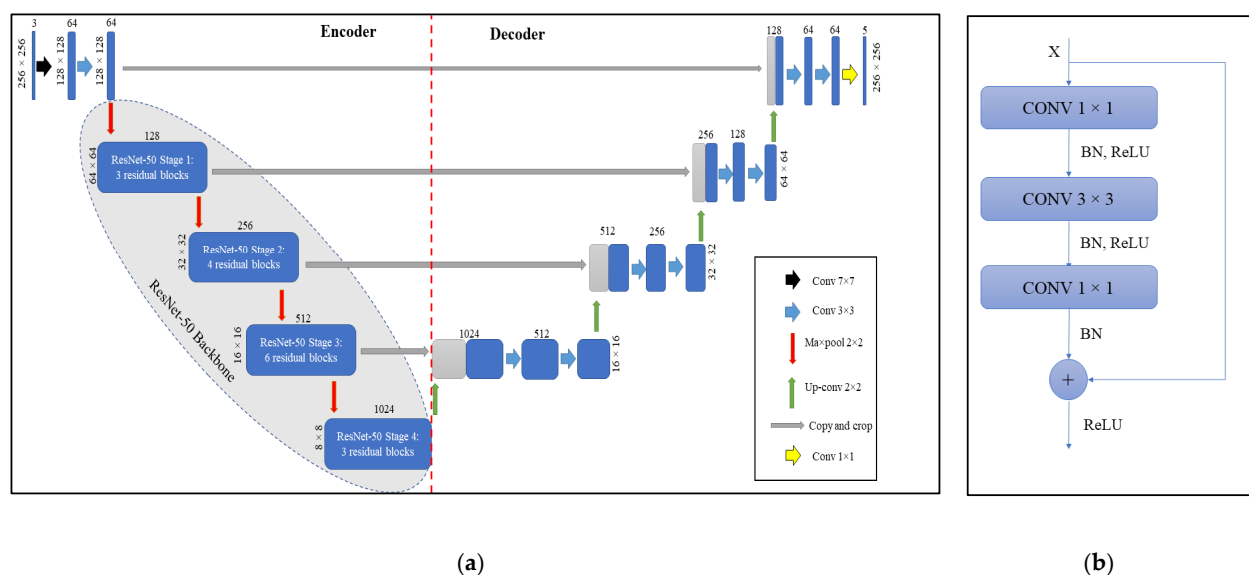 Encoder
Decoder
3
64
64
256 × 256
128 × 128
128 × 128
128
64
64
5
256 × 256
128
64 × 64
ResNet-50 Stage 1:
3 residual blocks
256
128
64 × 64
256
32 × 32
ResNet-50 Stage 2:
4 residual blocks
512
256
32 × 32
512
16 × 16
ResNet-50 Stage 3:
6 residual blocks
1024
512
16 × 16
1024
8 × 8
ResNet-50 Stage 4:
3 residual blocks
ResNet-50 Backbone
Conv 7×7
Conv 3×3
Ma×pool 2×2
Up-conv 2×2
Copy and crop
Conv 1×1
(a)
X
CONV 1 × 1
BN, ReLU
CONV 3 × 3
BN, ReLU
CONV 1 × 1
BN
+
ReLU
(b)